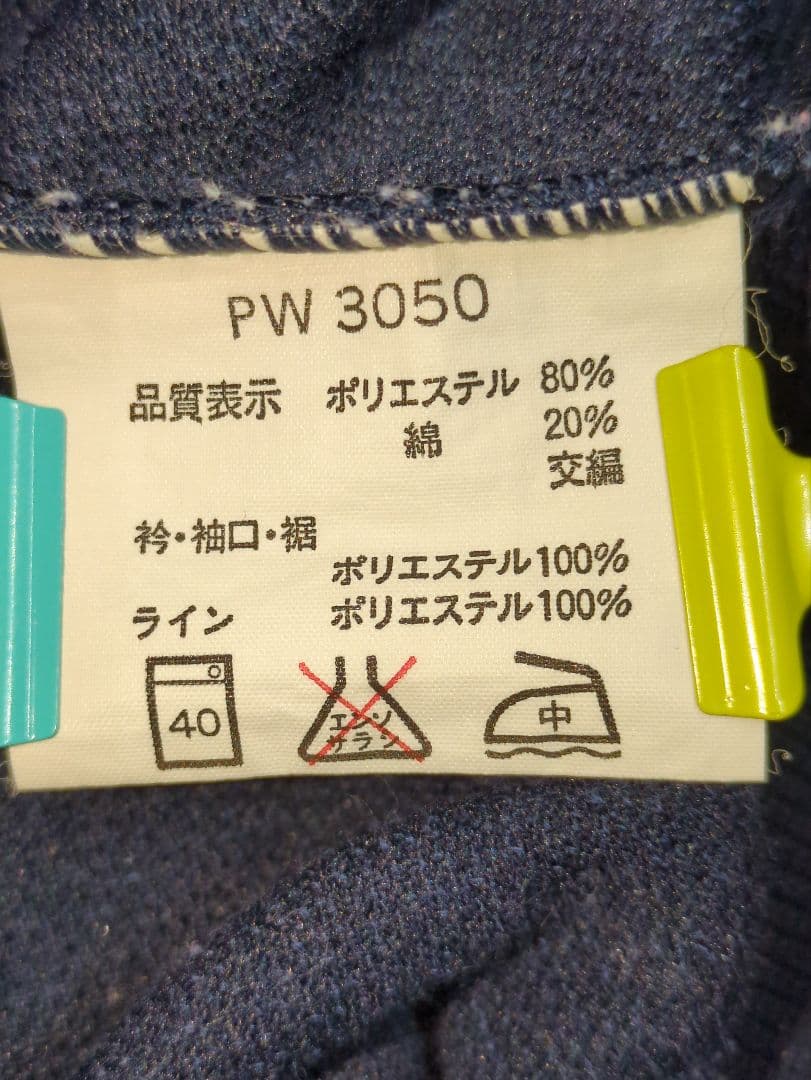 PW 3050
品質表示 ポリエステル 80%
綿 20%
交編
衿・袖口・裾
ポリエステル100%
ライン ポリエステル100%
40 エンソ サラシ 中